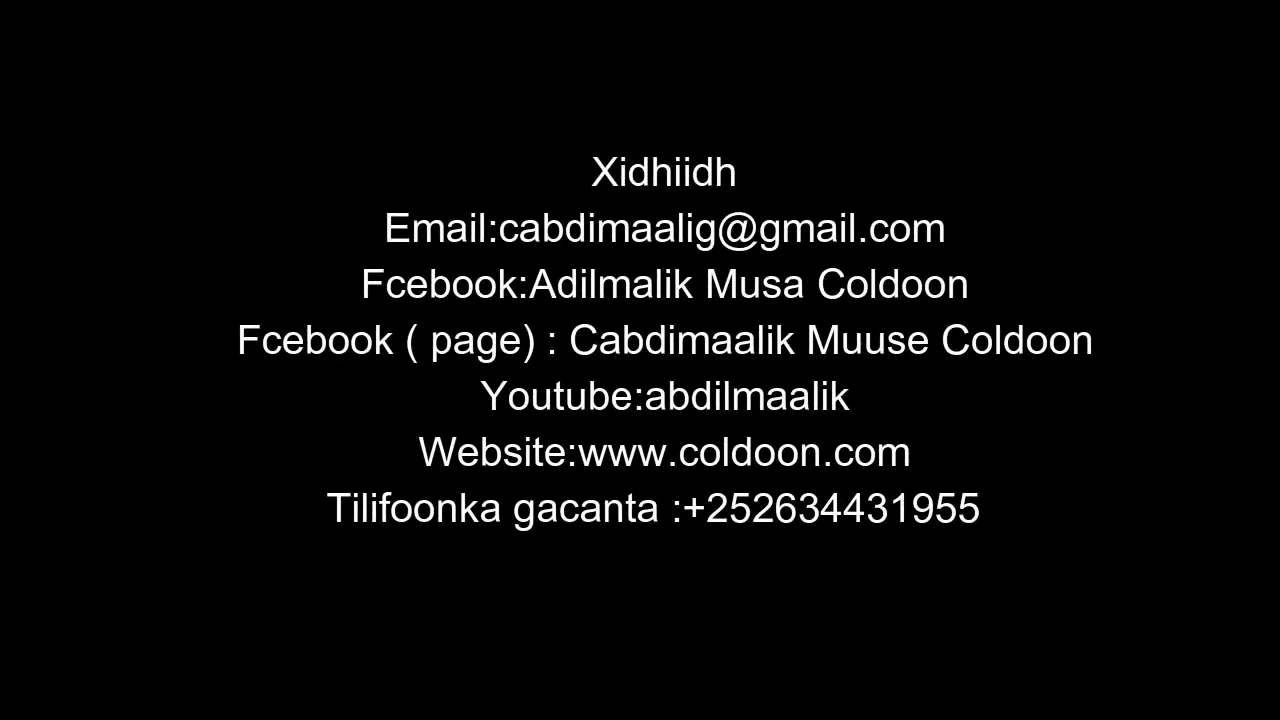 Xidhiidh
Email:cabdimaalig@gmail.com
Fcebook:Adilmalik Musa Coldoon
Fcebook ( page) : Cabdimaalik Muuse Coldoon
Youtube:abdilmaalik
Website:www.coldoon.com
Tilifoonka gacanta :+252634431955